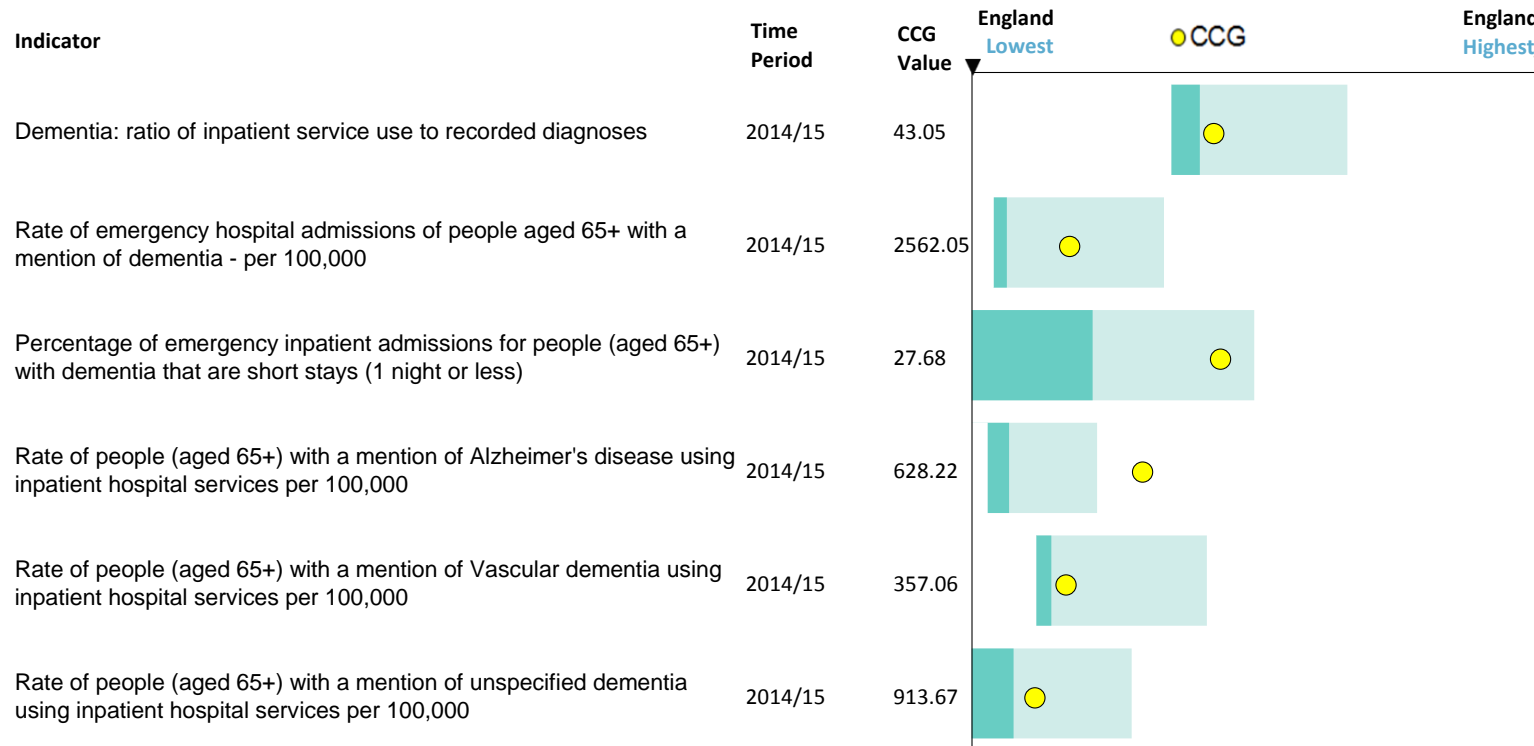 Indicator
Time
Period
CCG
Value
England
Lowest
CCG
England
Highest
Dementia: ratio of inpatient service use to recorded diagnoses
2014/15
43.05
Rate of emergency hospital admissions of people aged 65+ with a
mention of dementia - per 100,000
2014/15
2562.05
Percentage of emergency inpatient admissions for people (aged 65+)
with dementia that are short stays (1 night or less)
2014/15
27.68
Rate of people (aged 65+) with a mention of Alzheimer's disease using
inpatient hospital services per 100,000
2014/15
628.22
Rate of people (aged 65+) with a mention of Vascular dementia using
inpatient hospital services per 100,000
2014/15
357.06
Rate of people (aged 65+) with a mention of unspecified dementia
using inpatient hospital services per 100,000
2014/15
913.67